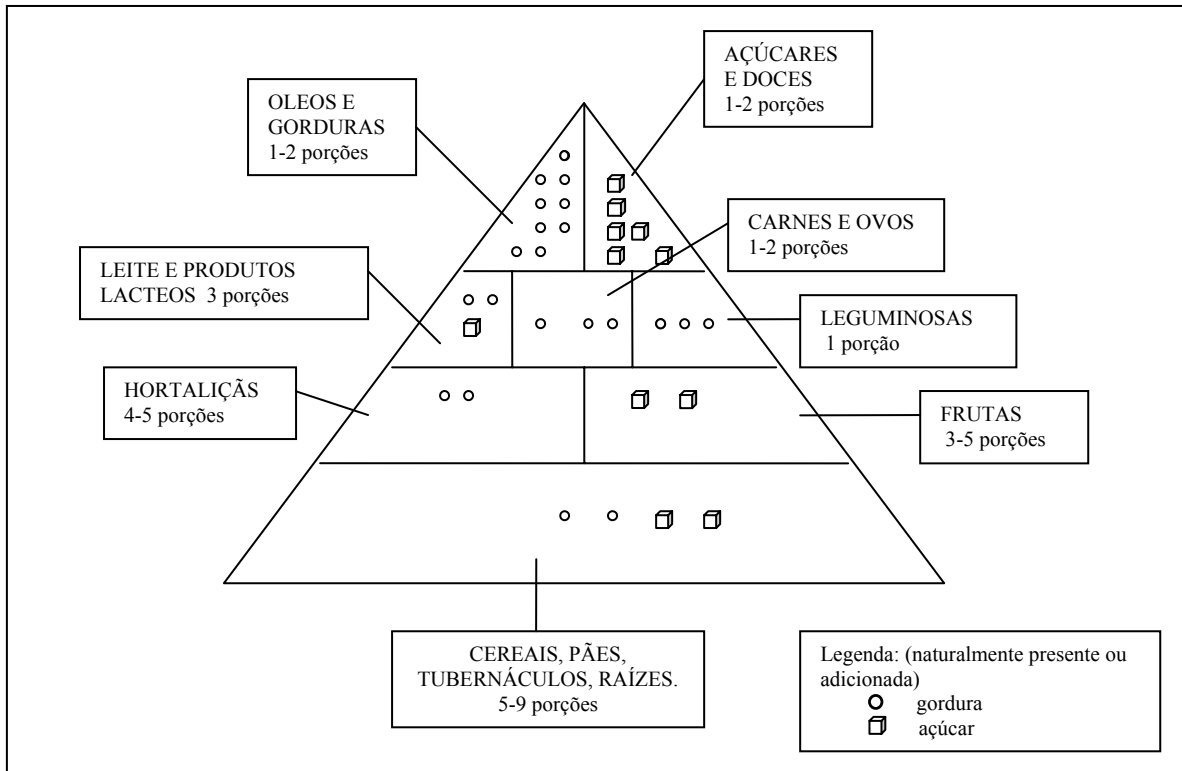 AÇÚCARES
E DOCES
1-2 porções
OLEOS E
GORDURAS
1-2 porções
CARNES E OVOS
1-2 porções
LEITE E PRODUTOS
LACTEOS 3 porções
LEGUMINOSAS
1 porção
HORTALIÇÃS
4-5 porções
FRUTAS
3-5 porções
CEREAIS, PÃES,
TUBERNÁCULOS, RAÍZES.
5-9 porções
Legenda: (naturalmente presente ou
adicionada)
gordura
açúcar